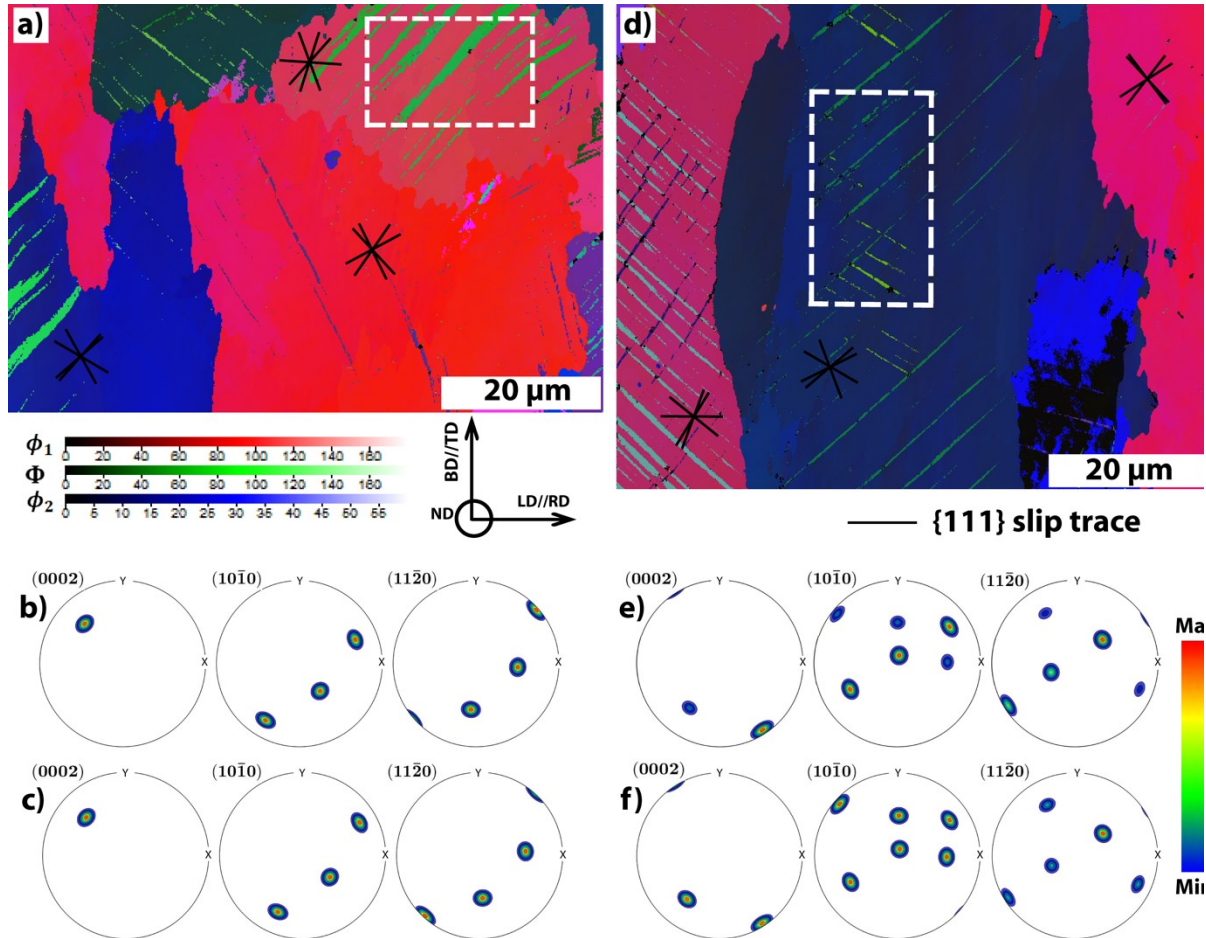 a)
d)
20 μm
20 μm
ϕ1 0 20 40 60 80 100 120 140 160
Φ 0 20 40 60 80 100 120 140 160
ϕ2 0 5 10 15 20 25 30 35 40 45 50 55
BD//TD
ND
LD//RD
{111} slip trace
b)
(0002) Y X
(101̄0) Y X
(112̄0) Y X
e)
(0002) Y X
(101̄0) Y X
(112̄0) Y X
c)
(0002) Y X
(101̄0) Y X
(112̄0) Y X
f)
(0002) Y X
(101̄0) Y X
(112̄0) Y X